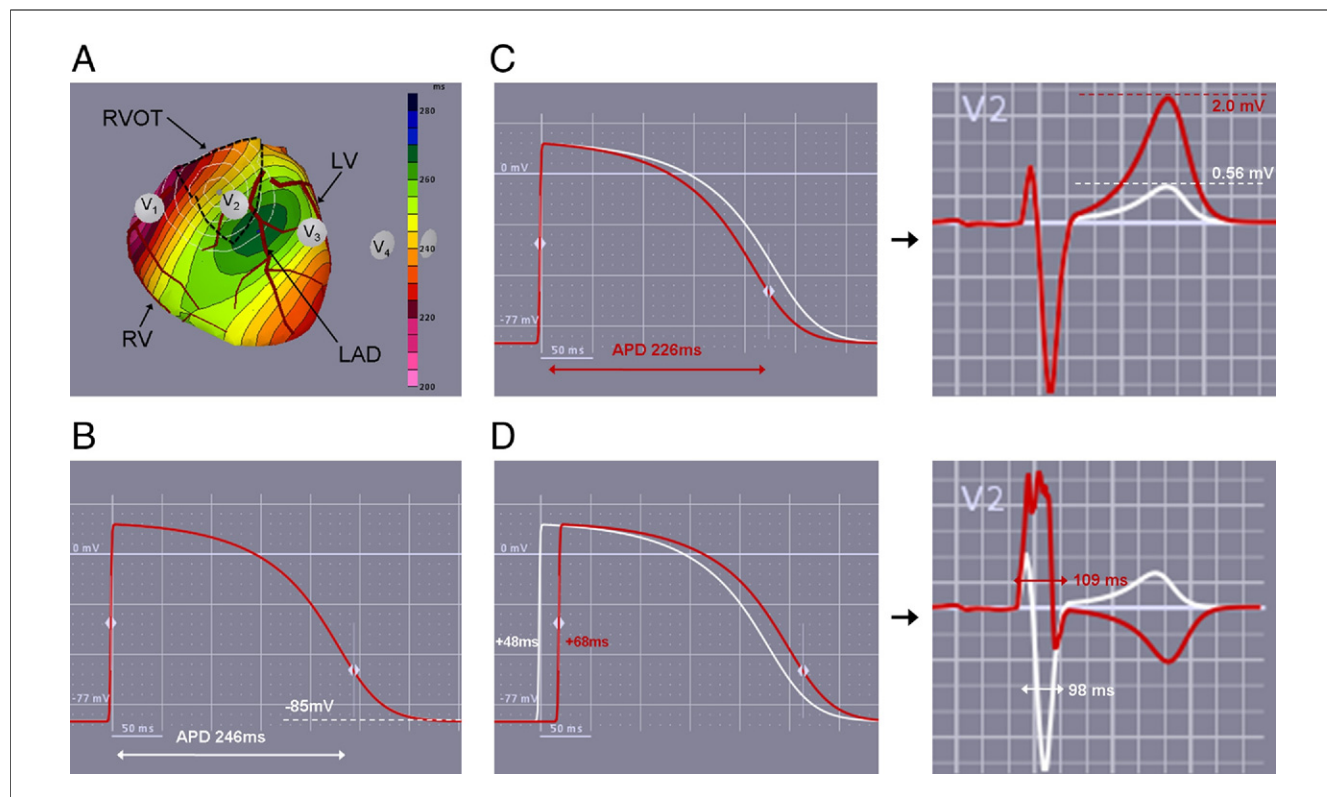 A
ms
280
260
240
220
200
RVOT
LV
V1
V2
V3
V4
RV
LAD
C
0 mV
-77 mV
50 ms
APD 226ms
V2
2.0 mV
0.56 mV
B
0 mV
-77 mV
50 ms
-85mV
APD 246ms
D
0 mV
-77 mV
50 ms
+48ms
+68ms
V2
109 ms
98 ms